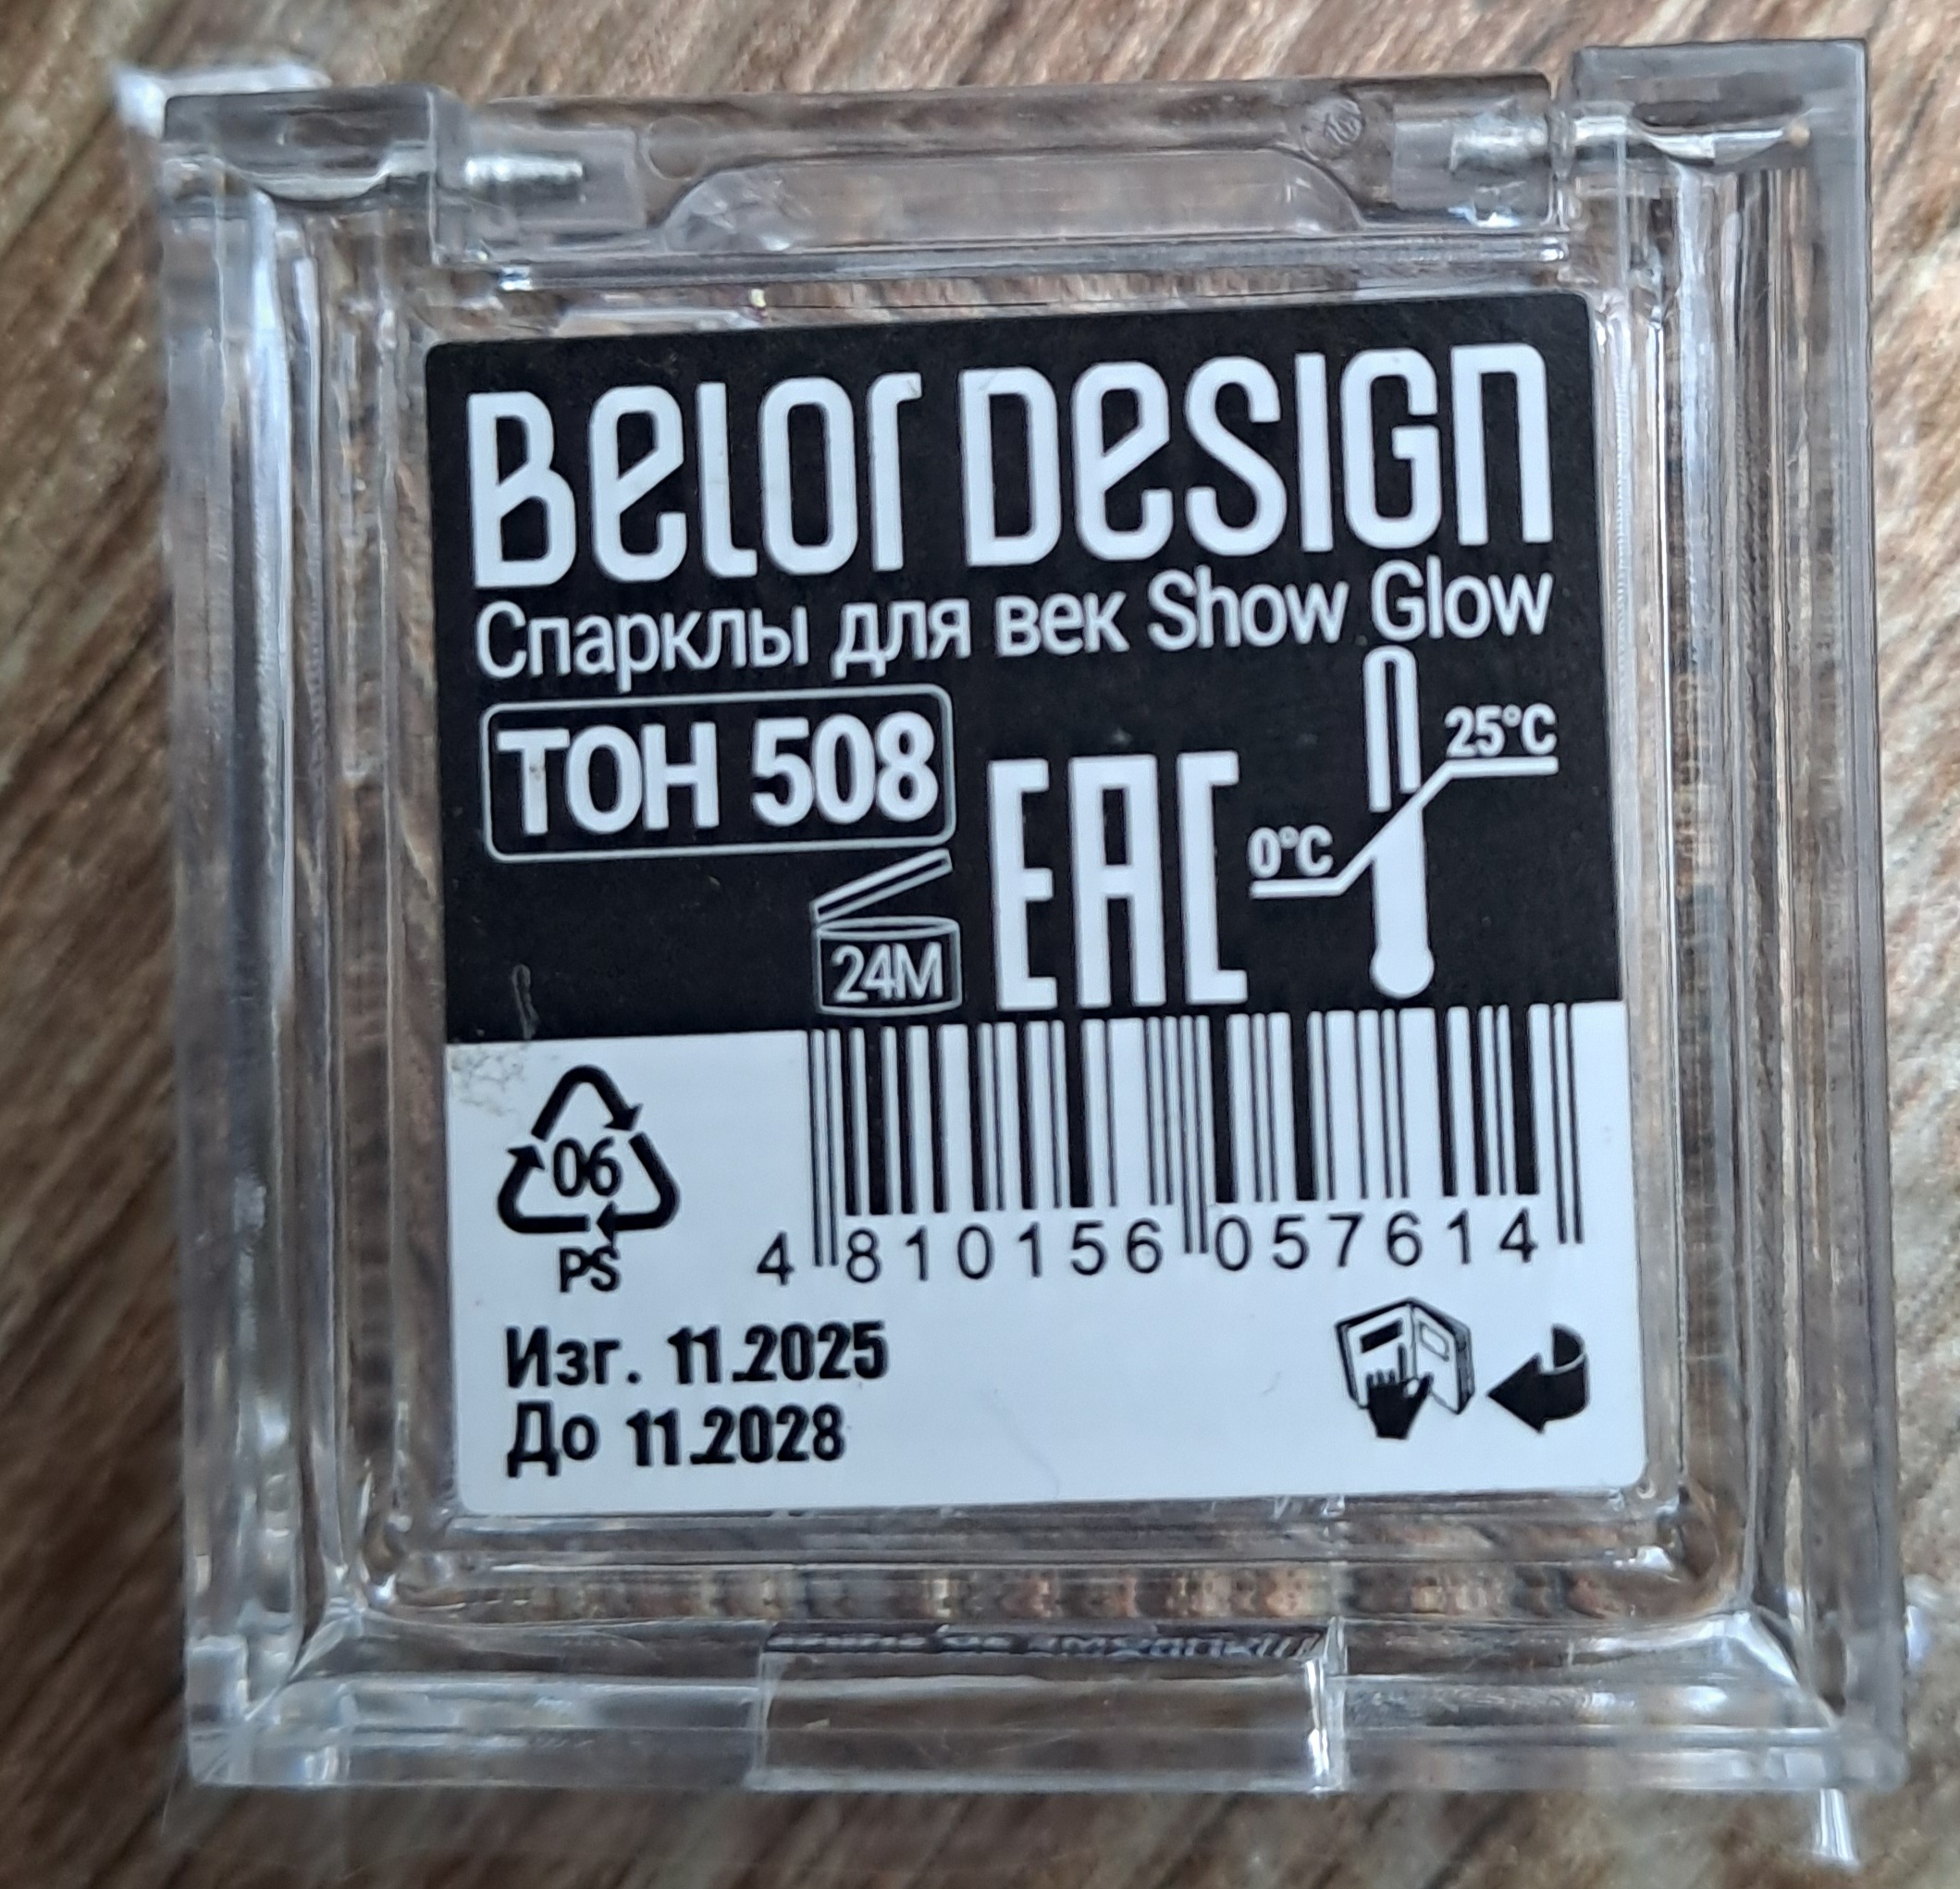 Belor Design
Спарклы для век Show Glow
ТОН 508
25°C
0°C
EAC
24M
06
PS
4 810156 057614
Изг. 11.2025
До 11.2028